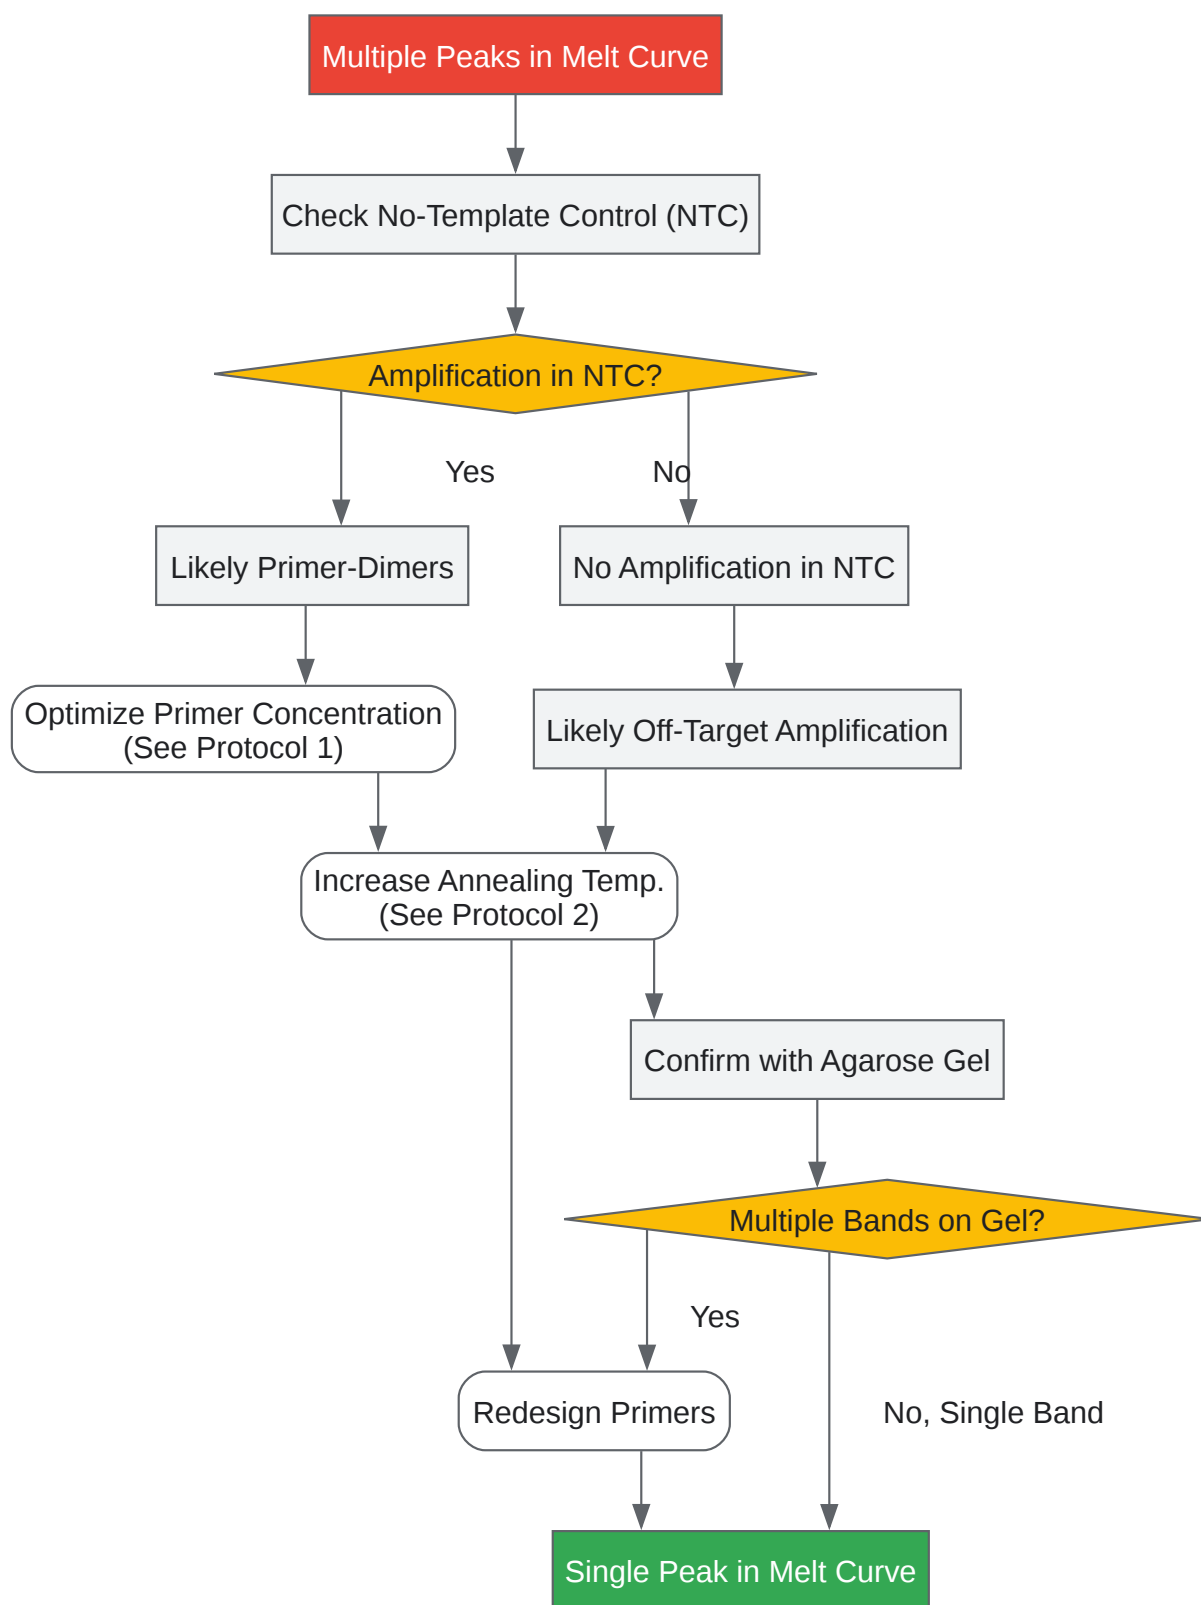 Multiple Peaks in Melt Curve
Check No-Template Control (NTC)
Amplification in NTC?
Yes
No
Likely Primer-Dimers
No Amplification in NTC
Optimize Primer Concentration
(See Protocol 1)
Likely Off-Target Amplification
Increase Annealing Temp.
(See Protocol 2)
Confirm with Agarose Gel
Multiple Bands on Gel?
Yes
Redesign Primers
No, Single Band
Single Peak in Melt Curve